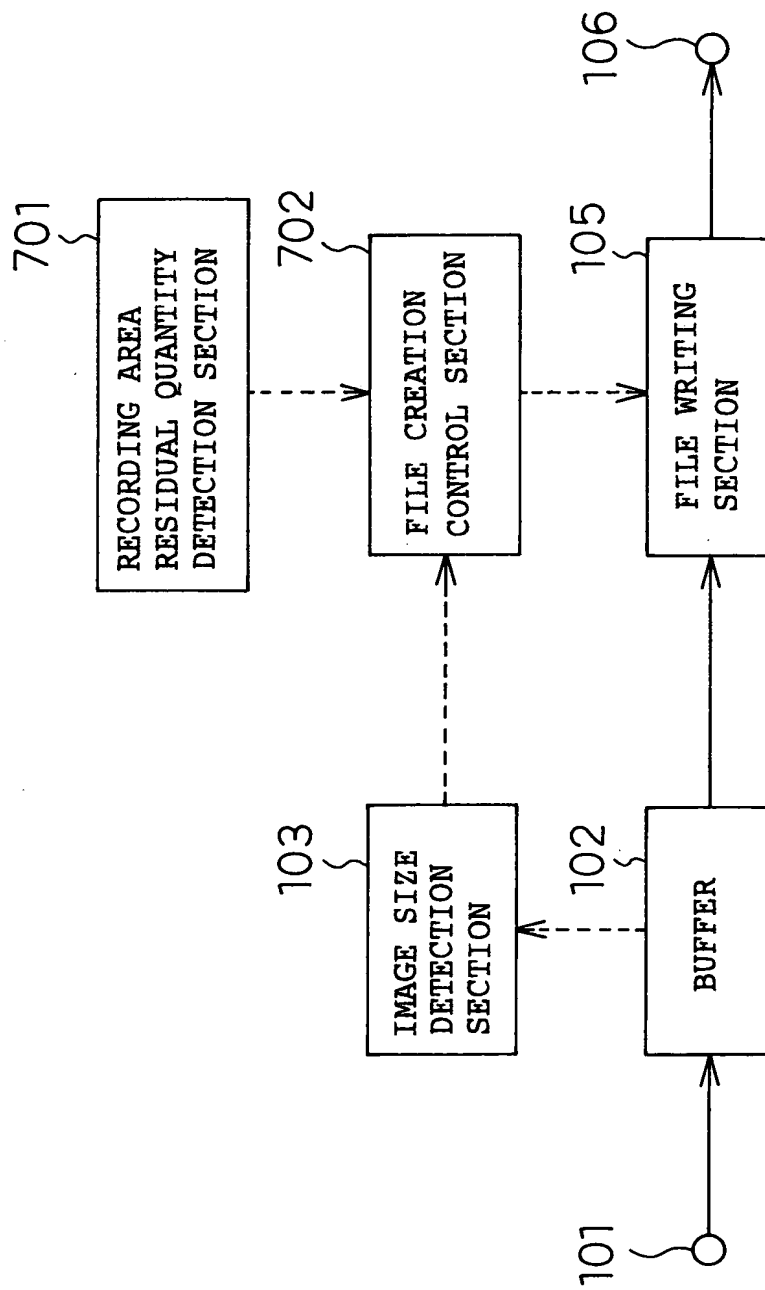 701
RECORDING AREA
RESIDUAL QUANTITY
DETECTION SECTION
103
IMAGE SIZE
DETECTION
SECTION
702
FILE CREATION
CONTROL SECTION
101
102
BUFFER
105
FILE WRITING
SECTION
106